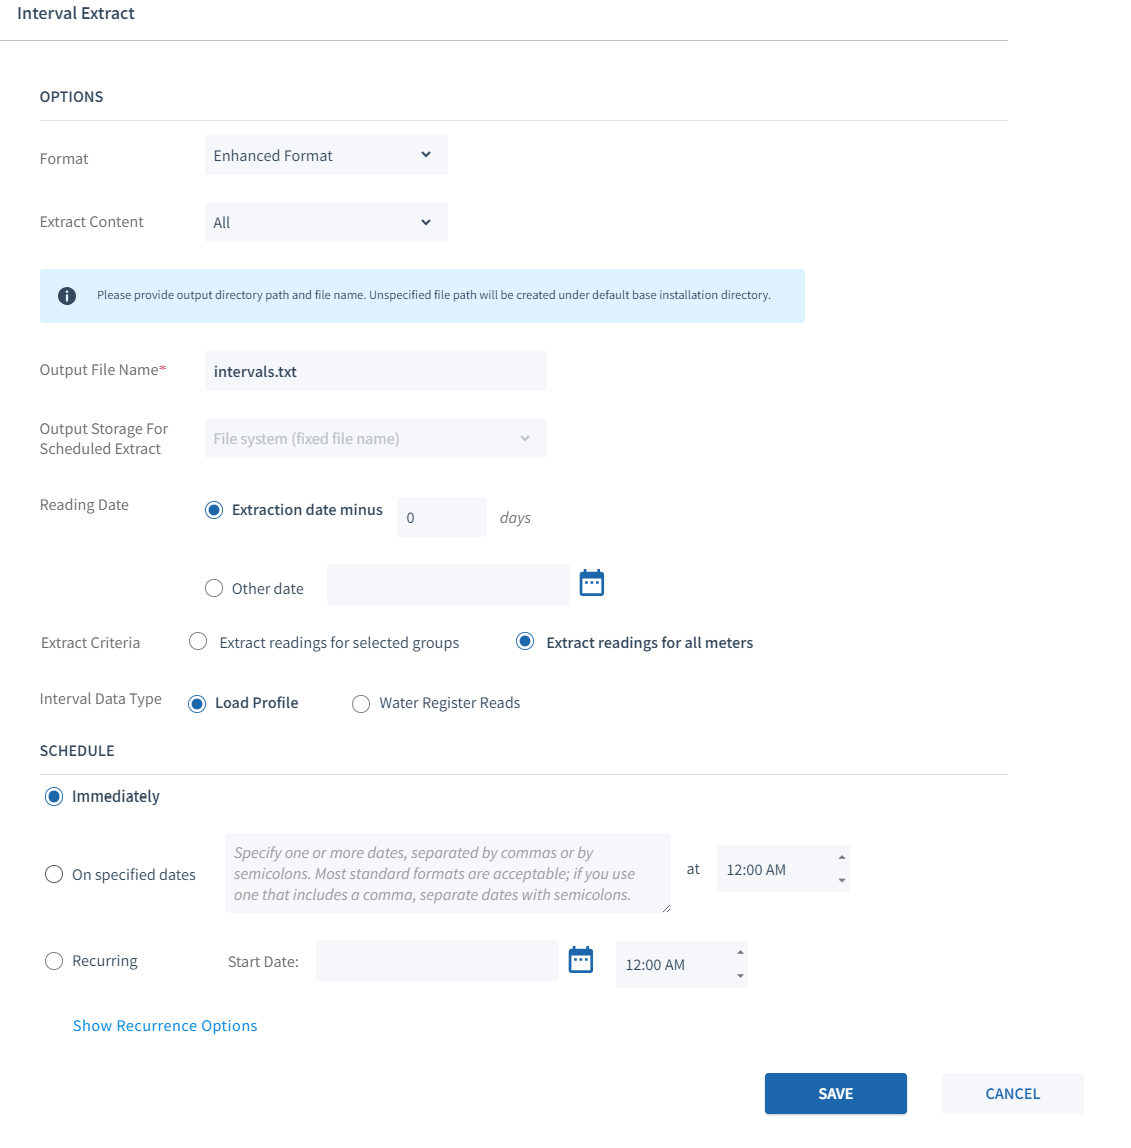 Interval Extract
OPTIONS
Format
Enhanced Format
Extract Content
All
Please provide output directory path and file name. Unspecified file path will be created under default base installation directory.
Output File Name*
intervals.txt
Output Storage For
Scheduled Extract
File system (fixed file name)
Reading Date
Extraction date minus
0
days
Other date
Extract Criteria
Extract readings for selected groups
Extract readings for all meters
Interval Data Type
Load Profile
Water Register Reads
SCHEDULE
Immediately
On specified dates
Specify one or more dates, separated by commas or by
semicolons. Most standard formats are acceptable; if you use
one that includes a comma, separate dates with semicolons.
at
12:00 AM
Recurring
Start Date:
12:00 AM
Show Recurrence Options
SAVE
CANCEL